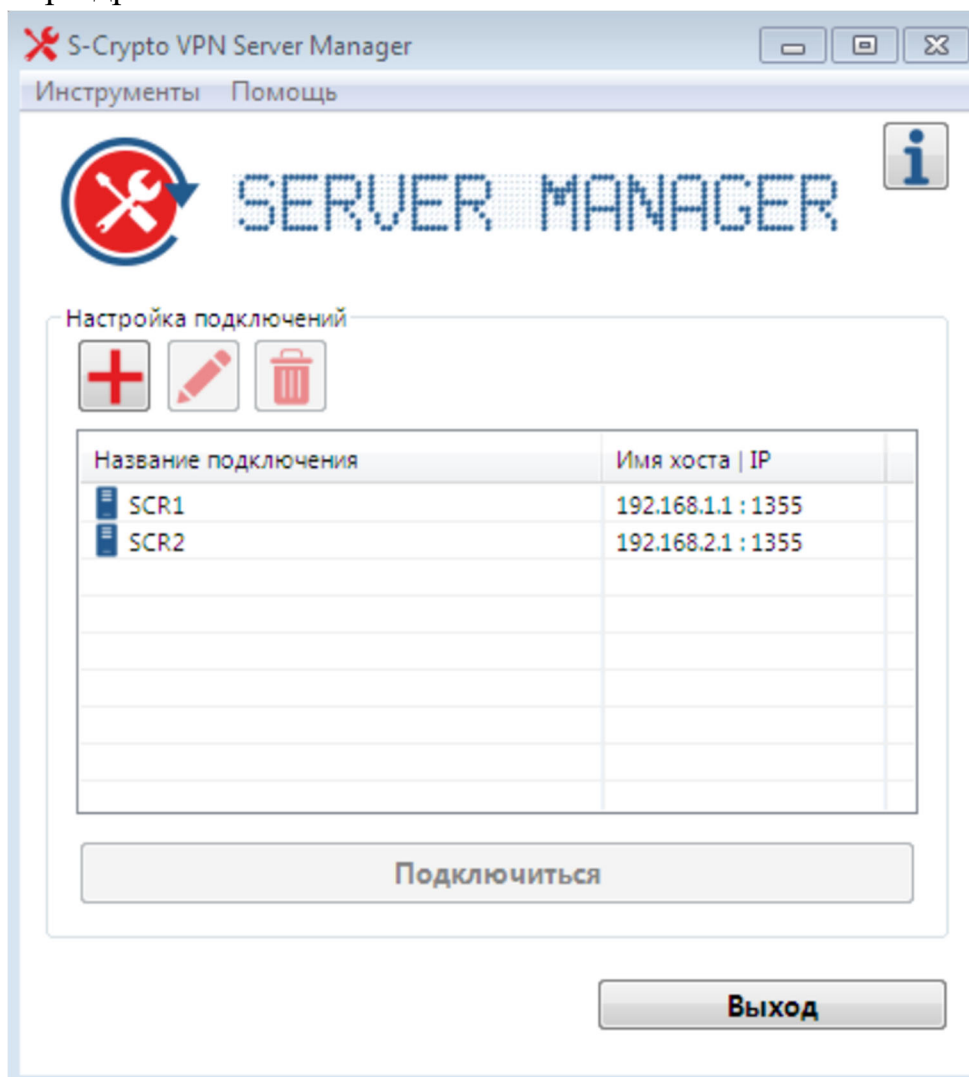 S-Crypto VPN Server Manager
Инструменты Помощь
SERVER MANAGER
i
Настройка подключений
Название подключения Имя хоста | IP
SCR1 192.168.1.1 : 1355
SCR2 192.168.2.1 : 1355
Подключиться
Выход